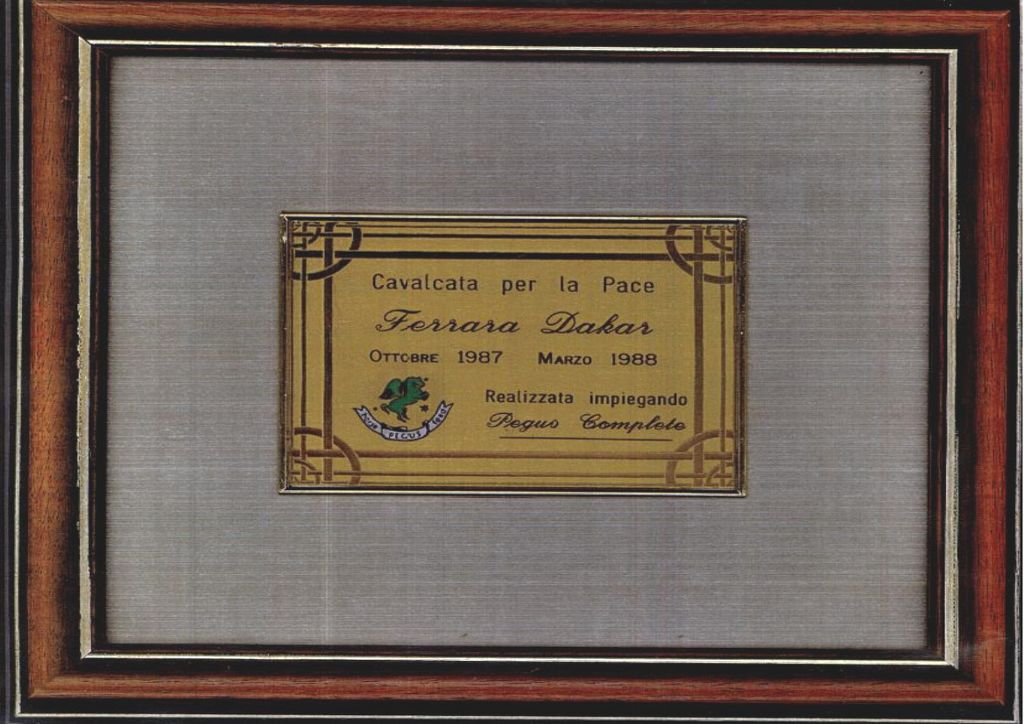 Cavalcata per la Pace
Ferrara Dakar
OTTOBRE 1987 MARZO 1988
Realizzata impiegando
Pegus Complete
PEGUS